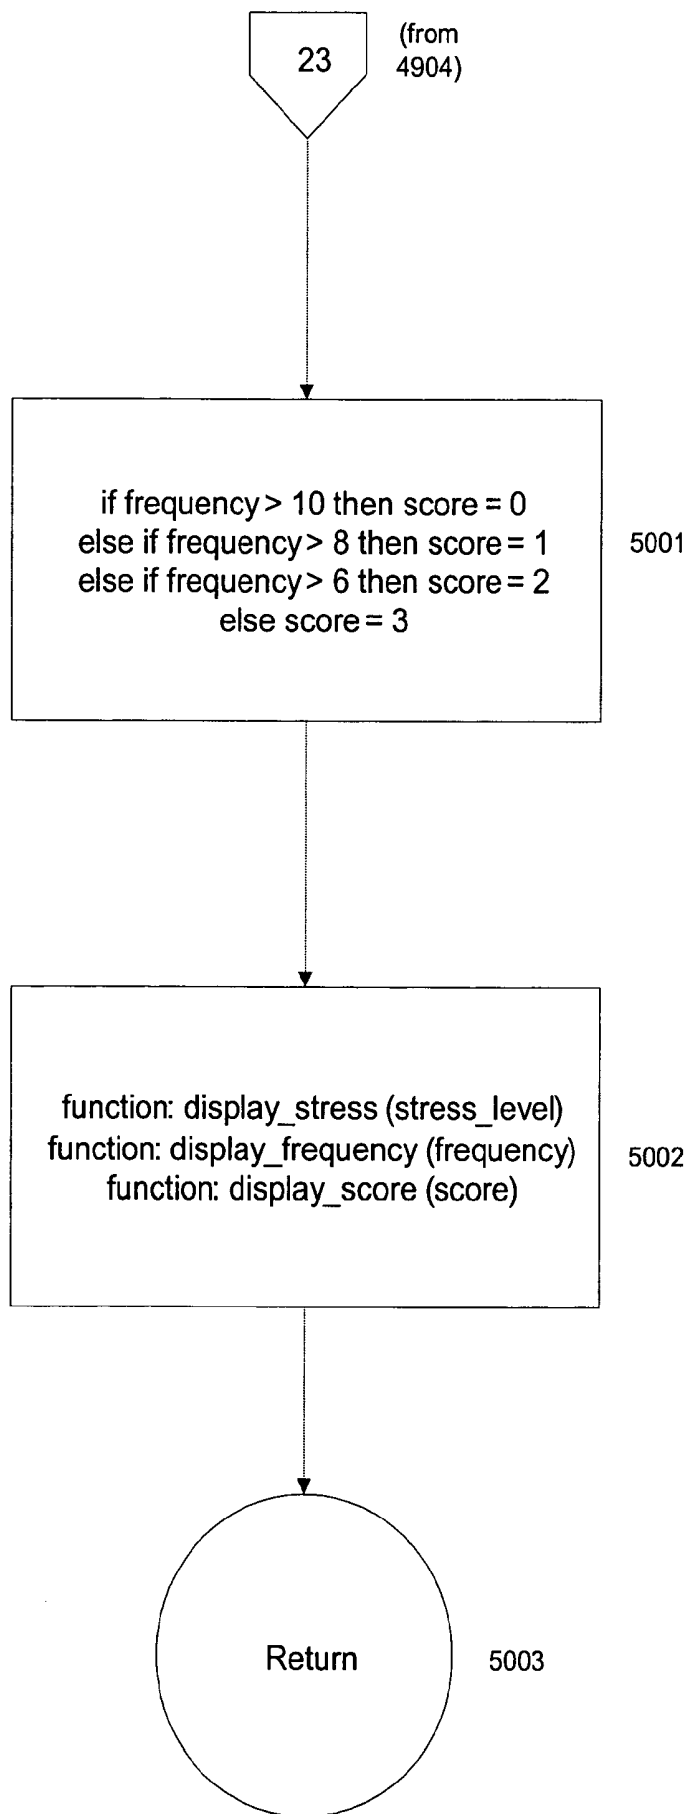 23
(from
4904)
if frequency > 10 then score = 0
else if frequency > 8 then score = 1
else if frequency > 6 then score = 2
else score = 3
5001
function: display_stress (stress_level)
function: display_frequency (frequency)
function: display_score (score)
5002
Return
5003